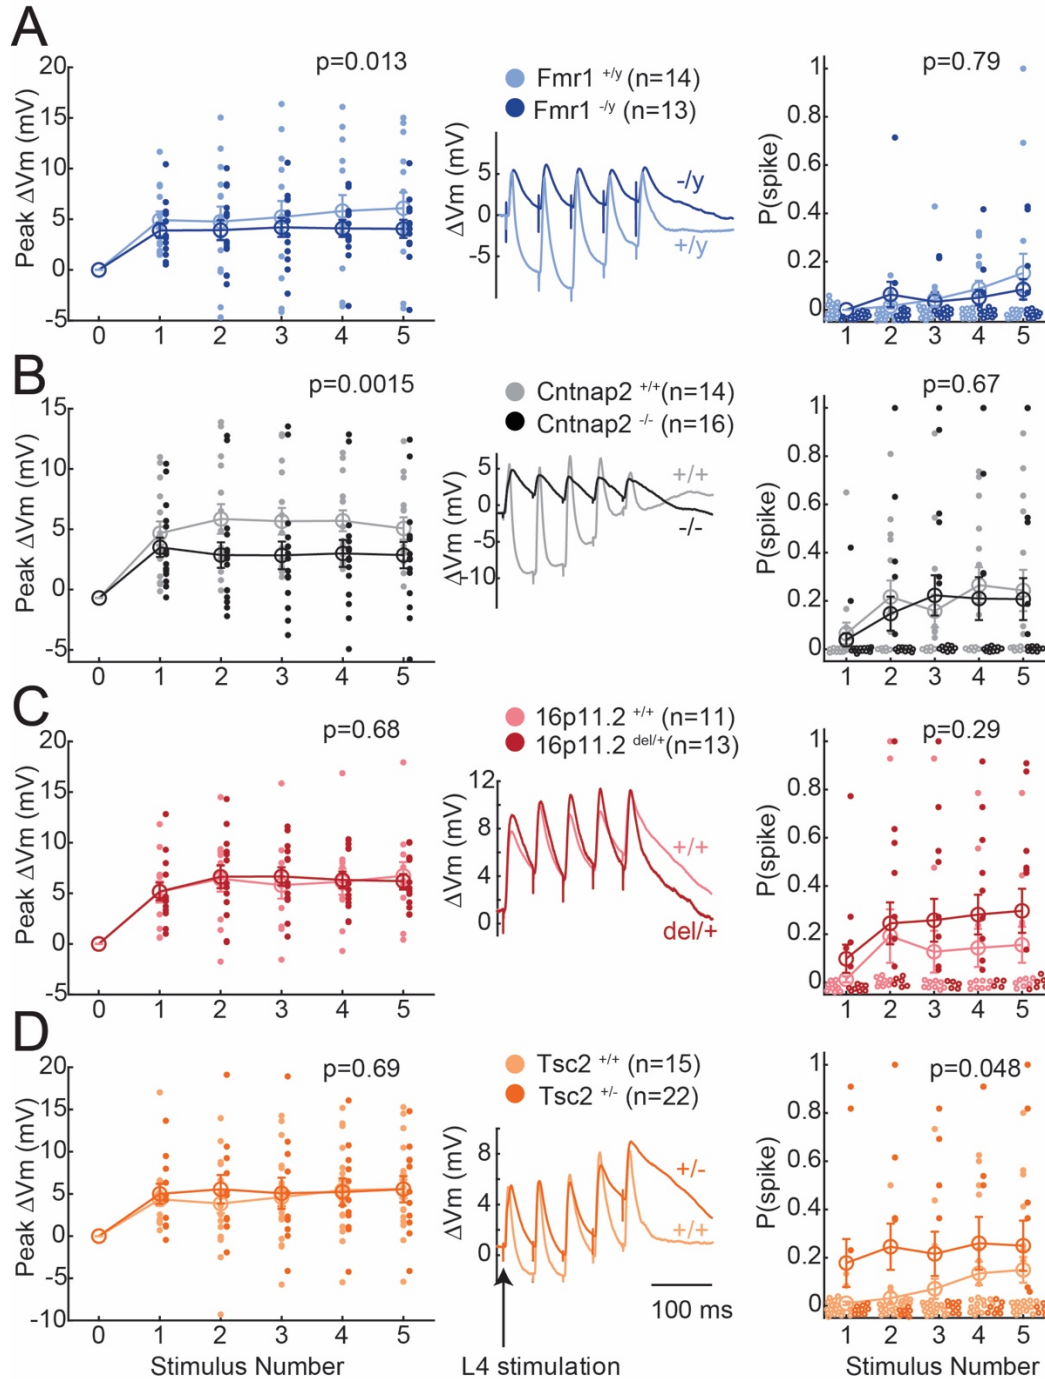 A
p=0.013
Peak ΔVm (mV)
20
15
10
5
0
-5
0 1 2 3 4 5
Fmr1 +/y (n=14)
Fmr1 -/y (n=13)
ΔVm (mV)
5
0
-5
-/y
+/y
p=0.79
P(spike)
1
0.8
0.6
0.4
0.2
0
1 2 3 4 5
B
p=0.0015
Peak ΔVm (mV)
15
10
5
0
-5
0 1 2 3 4 5
Cntnap2 +/+ (n=14)
Cntnap2 -/- (n=16)
ΔVm (mV)
5
0
-5
-10
+/+
-/-
p=0.67
P(spike)
1
0.8
0.6
0.4
0.2
0
1 2 3 4 5
C
p=0.68
Peak ΔVm (mV)
20
15
10
5
0
-5
0 1 2 3 4 5
16p11.2 +/+ (n=11)
16p11.2 del/+ (n=13)
ΔVm (mV)
12
8
4
0
+/+
del/+
p=0.29
P(spike)
1
0.8
0.6
0.4
0.2
0
1 2 3 4 5
D
p=0.69
Peak ΔVm (mV)
20
15
10
5
0
-5
-10
0 1 2 3 4 5
Stimulus Number
Tsc2 +/+ (n=15)
Tsc2 +/- (n=22)
ΔVm (mV)
8
4
0
+/-
+/+
100 ms
L4 stimulation
p=0.048
P(spike)
1
0.8
0.6
0.4
0.2
0
1 2 3 4 5
Stimulus Number